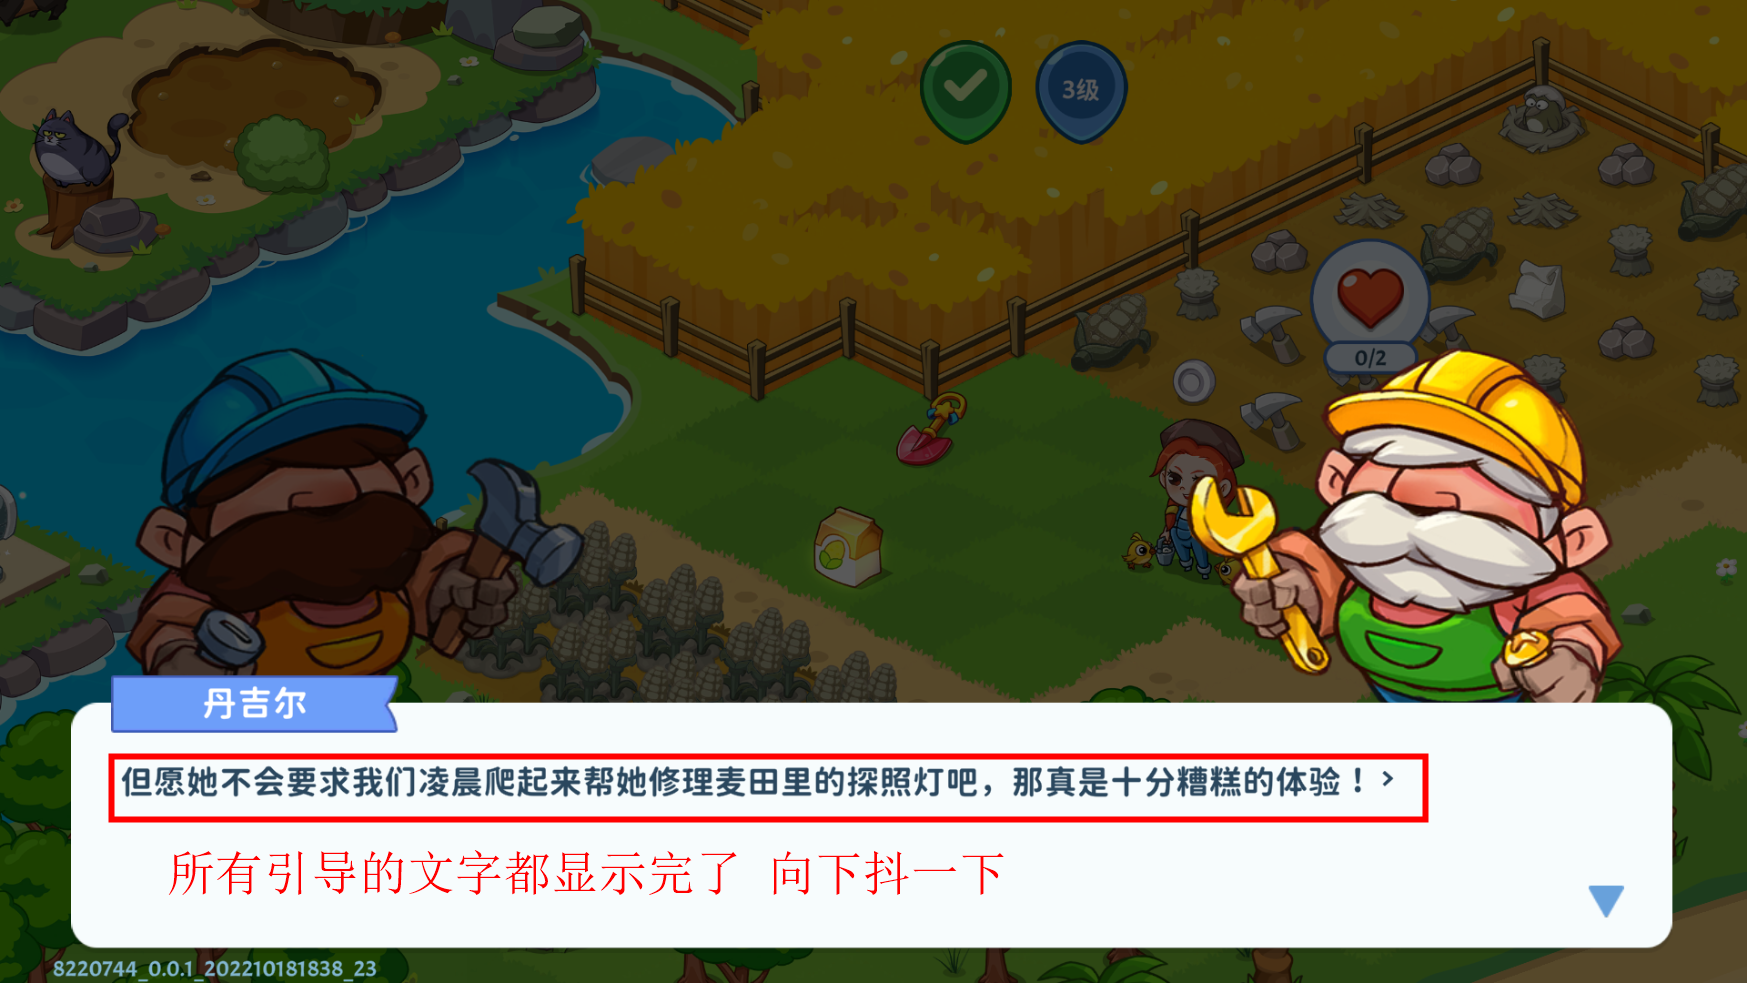 3级
0/2
丹吉尔
但愿她不会要求我们凌晨爬起来帮她修理麦田里的探照灯吧，那真是十分糟糕的体验！>
所有引导的文字都显示完了 向下抖一下
8220744_0.0.1_202210181838_23